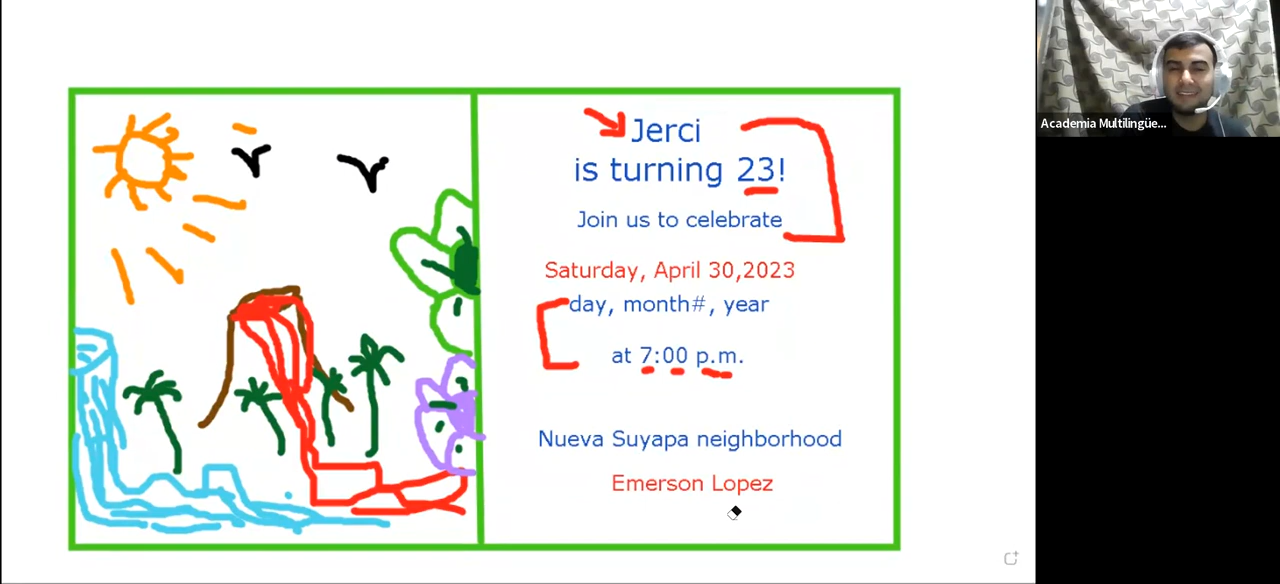 Jerci
is turning 23!
Join us to celebrate
Saturday, April 30,2023
day, month#, year
at 7:00 p.m.
Nueva Suyapa neighborhood
Emerson Lopez
Academia Multilingüe...